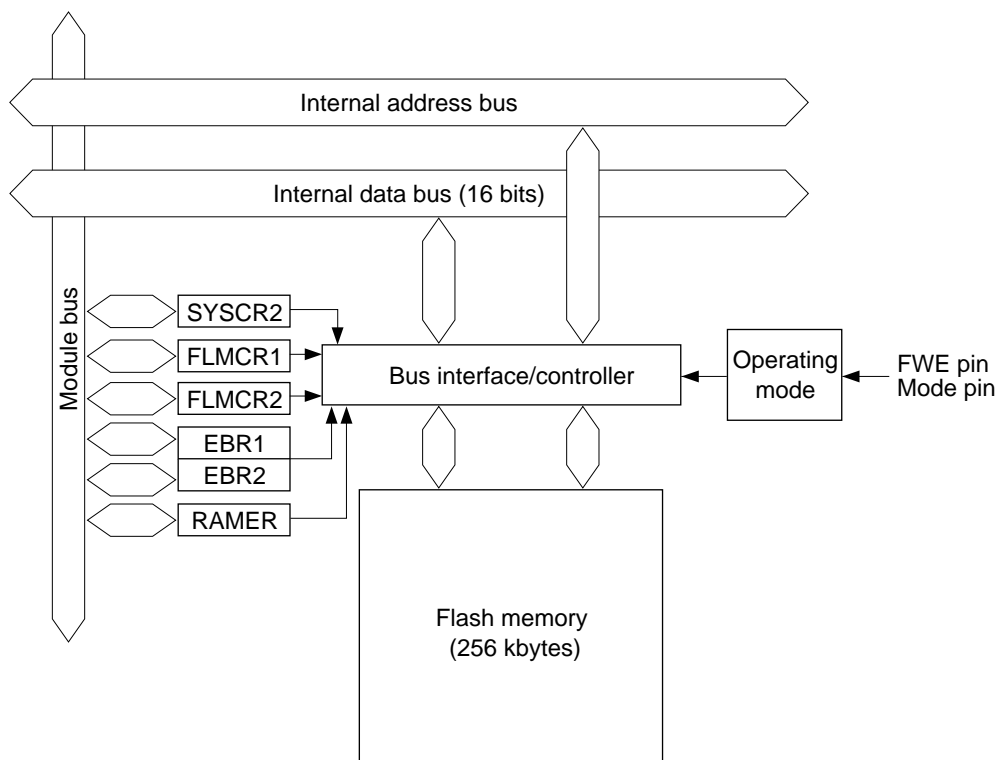 Internal address bus
Internal data bus (16 bits)
Module bus
SYSCR2
FLMCR1
FLMCR2
EBR1
EBR2
RAMER
Bus interface/controller
Operating
mode
FWE pin
Mode pin
Flash memory
(256 kbytes)